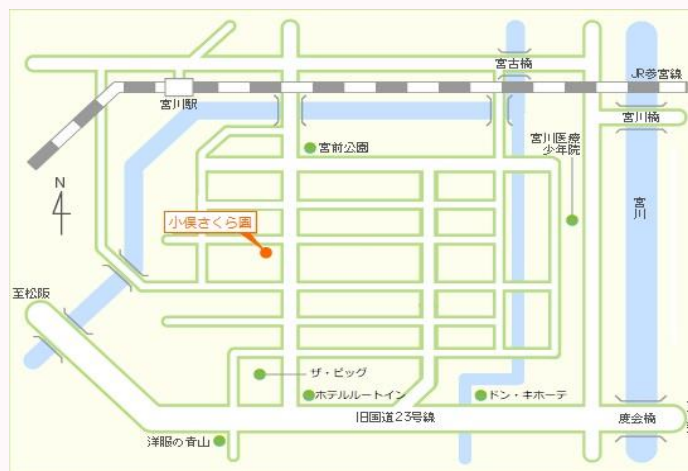 宮古橋
JR参宮線
宮川駅
宮川橋
宮前公園
宮川医療
少年院
N
宮川
小俣さくら園
至松阪
ザ・ビッグ
ホテルルートイン
ドン・キホーテ
旧国道23号線
度会橋
洋服の青山